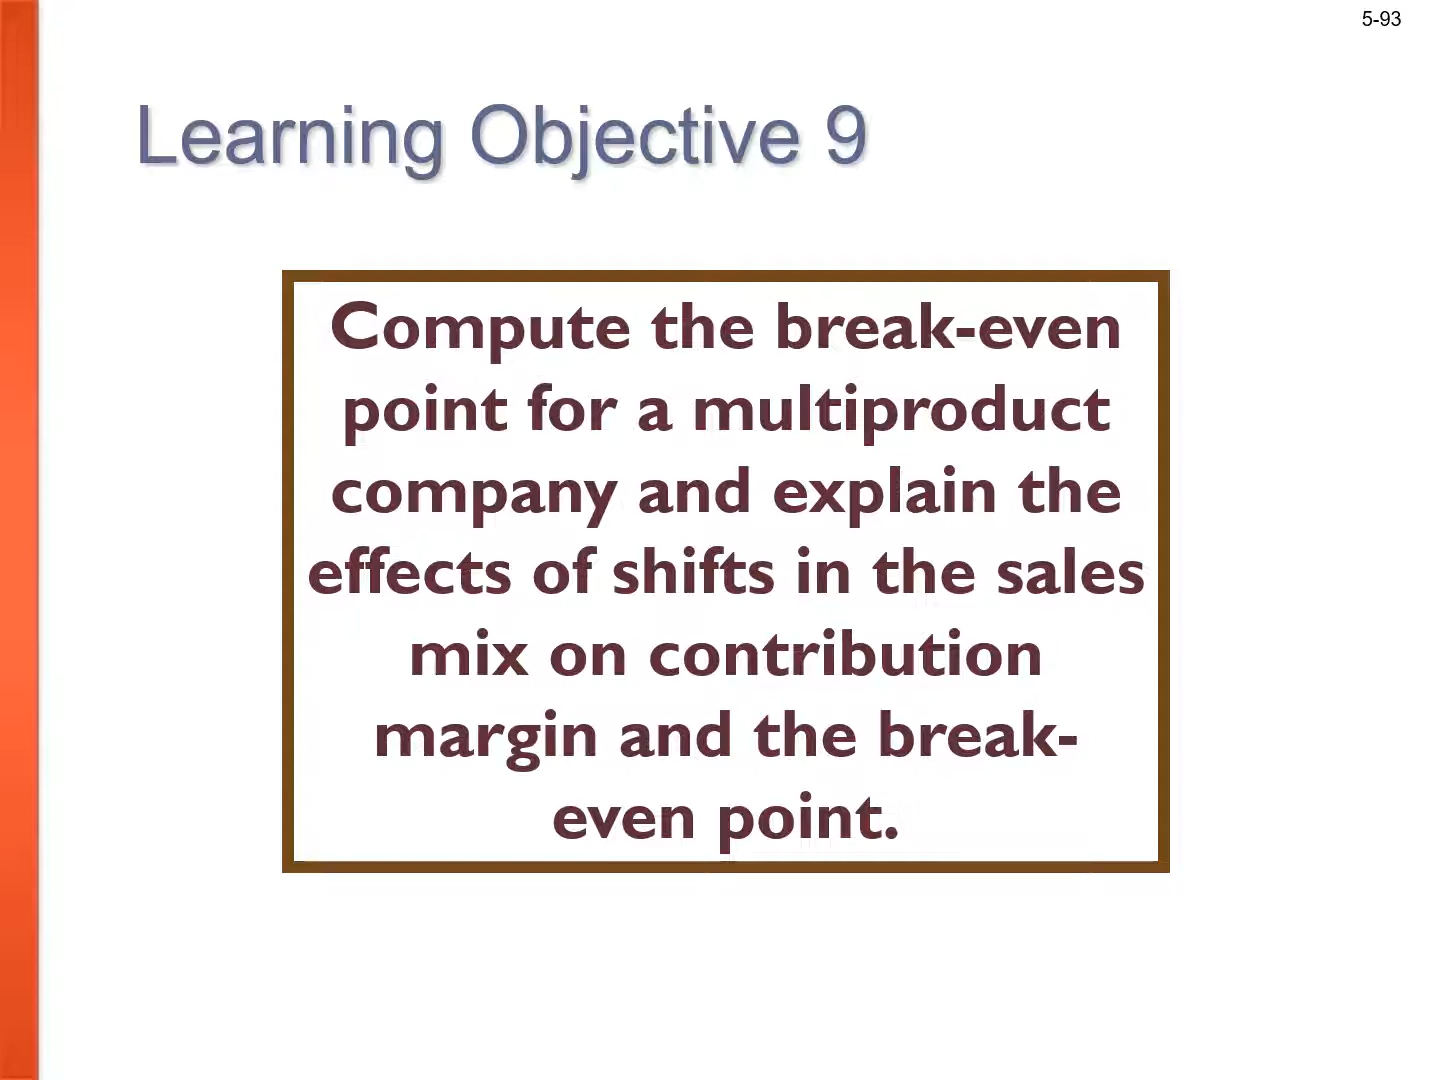 5-93
Learning Objective 9
Compute the break-even
point for a multiproduct
company and explain the
effects of shifts in the sales
mix on contribution
margin and the break-
even point.